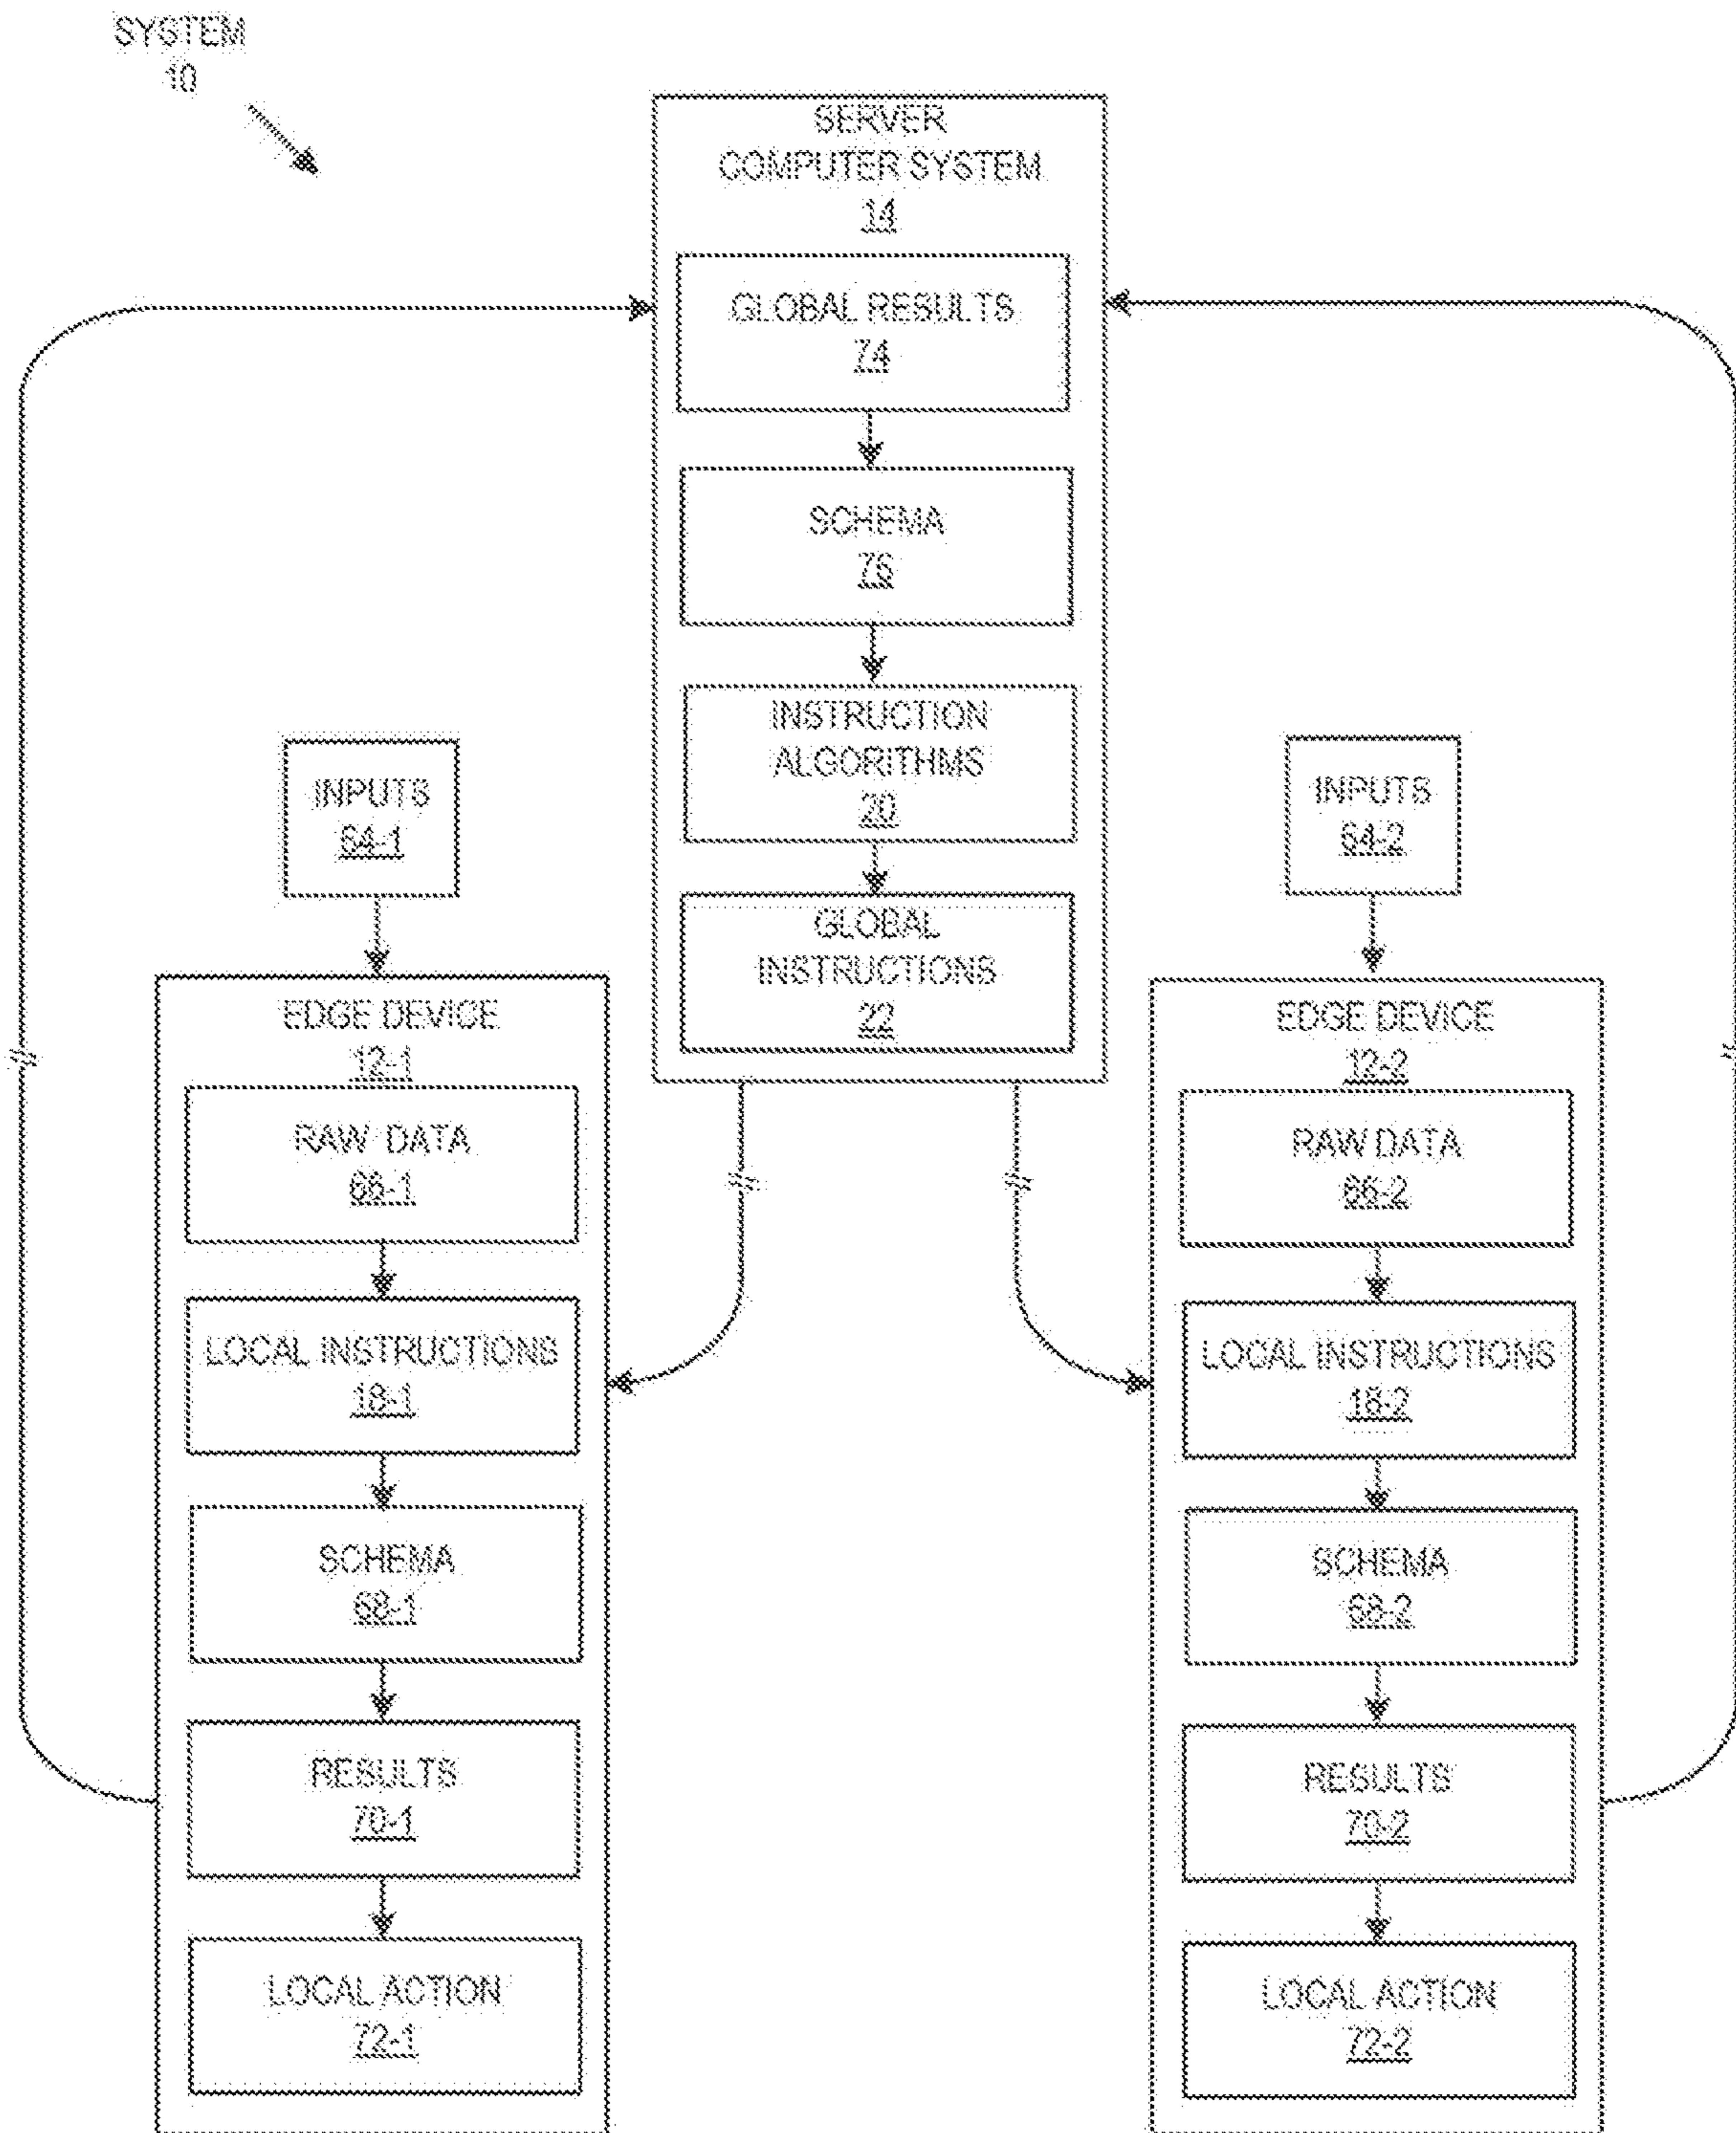 SYSTEM
10
SERVER
COMPUTER SYSTEM
14
GLOBAL RESULTS
74
SCHEMA
76
INSTRUCTION
ALGORITHMS
20
GLOBAL
INSTRUCTIONS
22
INPUTS
64-1
EDGE DEVICE
12-1
RAW DATA
66-1
LOCAL INSTRUCTIONS
18-1
SCHEMA
68-1
RESULTS
70-1
LOCAL ACTION
72-1
INPUTS
64-2
EDGE DEVICE
12-2
RAW DATA
66-2
LOCAL INSTRUCTIONS
18-2
SCHEMA
68-2
RESULTS
70-2
LOCAL ACTION
72-2